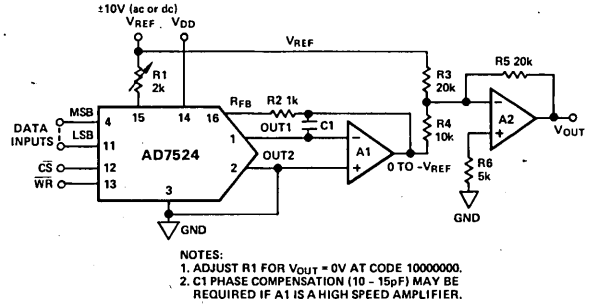 ±10V (ac or dc)
VREF
VDD
VREF
R1
2k
R3
20k
R5 20k
MSB
4
15
14
16
RFB
R2 1k
C1
DATA
INPUTS
LSB
11
AD7524
1
OUT1
−
A1
+
R4
10k
−
A2
+
VOUT
CS
12
2
OUT2
0 TO -VREF
WR
13
3
R6
5k
GND
GND
NOTES:
1. ADJUST R1 FOR VOUT = 0V AT CODE 10000000.
2. C1 PHASE COMPENSATION (10 - 15pF) MAY BE
REQUIRED IF A1 IS A HIGH SPEED AMPLIFIER.